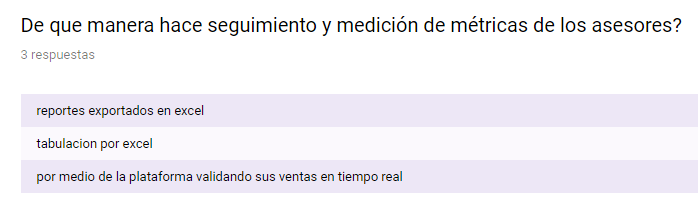 De que manera hace seguimiento y medición de métricas de los asesores?
3 respuestas
reportes exportados en excel
tabulacion por excel
por medio de la plataforma validando sus ventas en tiempo real